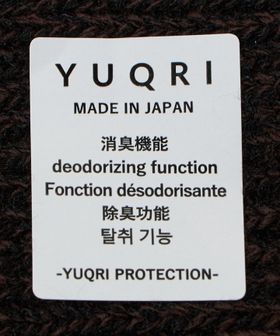 YUQRI
MADE IN JAPAN
消臭機能
deodorizing function
Fonction désodorisante
除臭功能
탈취 기능
-YUQRI PROTECTION-